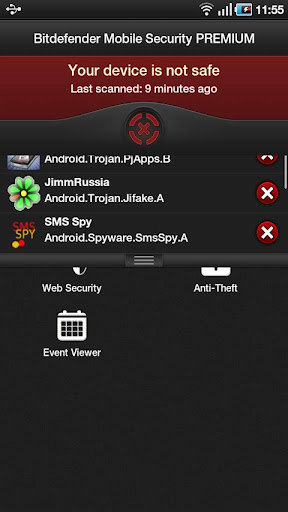 11:55
Bitdefender Mobile Security PREMIUM
Your device is not safe
Last scanned: 9 minutes ago
Android.Trojan.PjApps.B
JimmRussia
Android.Trojan.Jifake.A
SMS
SPY
SMS Spy
Android.Spyware.SmsSpy.A
Web Security
Anti-Theft
Event Viewer